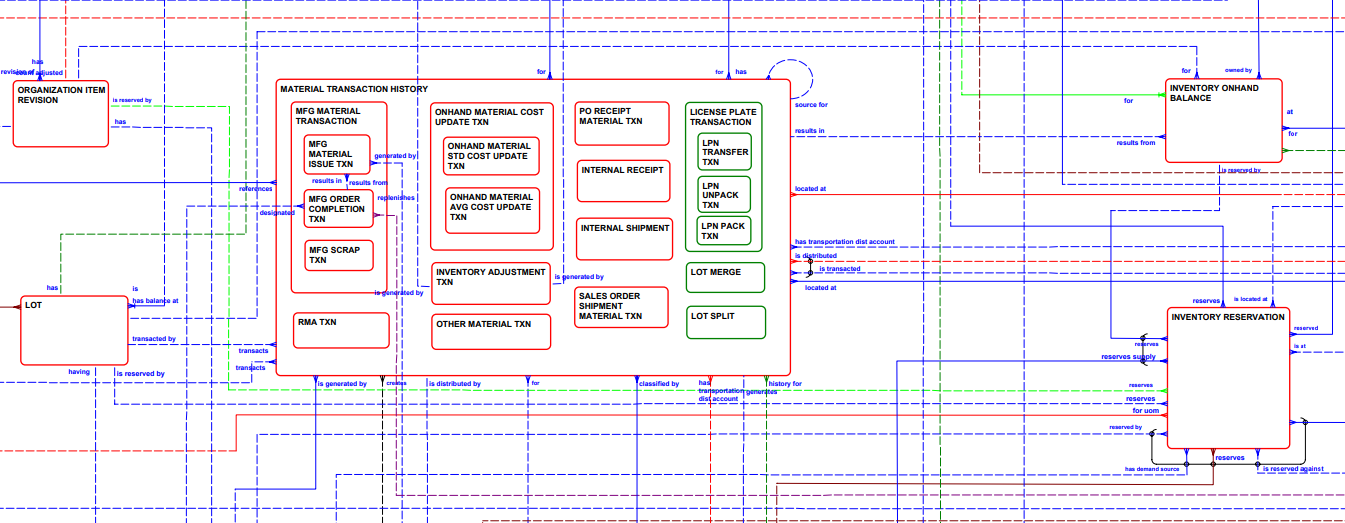 has
revision of
for
for
has
for
owned by
ORGANIZATION ITEM
REVISION
is reserved by
has
MATERIAL TRANSACTION HISTORY
source for
INVENTORY ONHAND
BALANCE
for
at
for
results in
results from
is reserved by
MFG MATERIAL
TRANSACTION
MFG
MATERIAL
ISSUE TXN
generated by
results in
results from
references
designated
MFG ORDER
COMPLETION
TXN
replenishes
MFG SCRAP
TXN
is generated by
RMA TXN
ONHAND MATERIAL COST
UPDATE TXN
ONHAND MATERIAL
STD COST UPDATE
TXN
ONHAND MATERIAL
AVG COST UPDATE
TXN
INVENTORY ADJUSTMENT
TXN
is generated by
OTHER MATERIAL TXN
PO RECEIPT
MATERIAL TXN
INTERNAL RECEIPT
INTERNAL SHIPMENT
SALES ORDER
SHIPMENT
MATERIAL TXN
LICENSE PLATE
TRANSACTION
LPN
TRANSFER
TXN
LPN
UNPACK
TXN
LPN PACK
TXN
LOT MERGE
LOT SPLIT
located at
has transportation dist account
is distributed
is transacted
located at
has
is
has balance at
LOT
transacted by
transacts
transacts
having
is reserved by
is generated by
creates
is distributed by
for
classified by
has
transportation
dist account
generates
history for
reserves
is located at
INVENTORY RESERVATION
reserved
is at
reserves
reserves supply
reserves
reserves
for uom
reserved by
has demand source
reserves
is reserved against